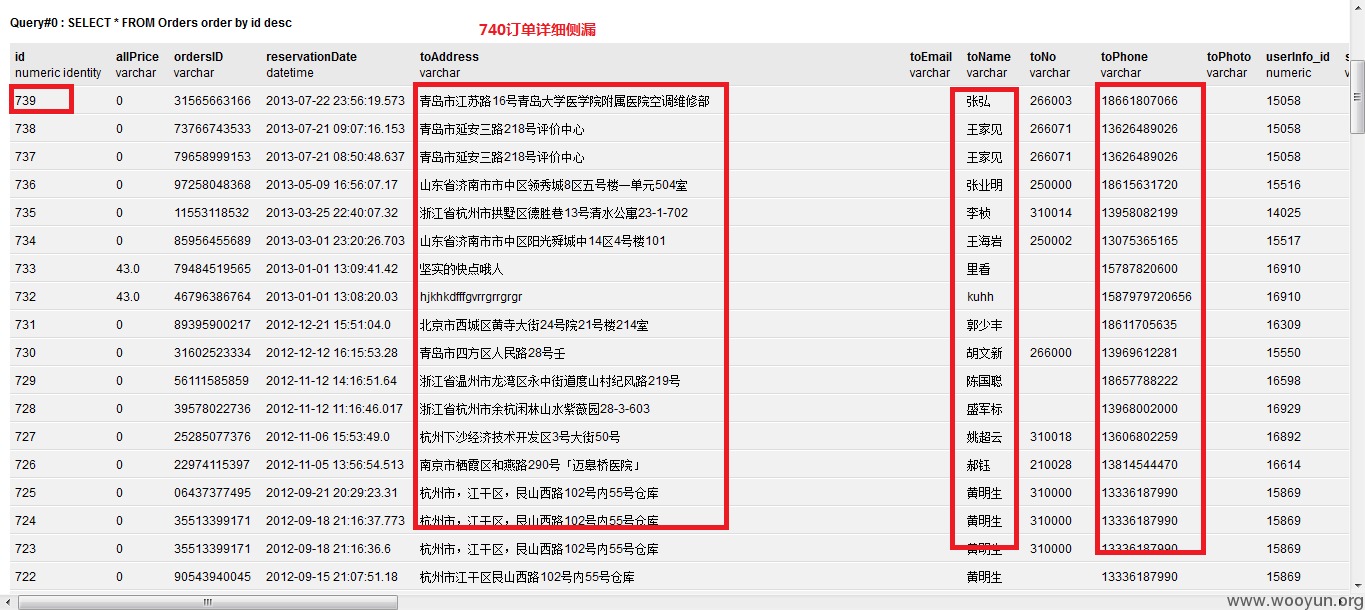 Query#0 : SELECT * FROM Orders order by id desc
740订单详细侧漏
id allPrice ordersID reservationDate toAddress toEmail toName toNo toPhone toPhoto userInfo_id s
numeric identity varchar varchar datetime varchar varchar varchar varchar varchar varchar numeric v
739 0 31565663166 2013-07-22 23:56:19.573 青岛市江苏路16号青岛大学医学院附属医院空调维修部 张弘 266003 18661807066 15058
738 0 73766743533 2013-07-21 09:07:16.153 青岛市延安三路218号评价中心 王家见 266071 13626489026 15058
737 0 79658999153 2013-07-21 08:50:48.637 青岛市延安三路218号评价中心 王家见 266071 13626489026 15058
736 0 97258048368 2013-05-09 16:56:07.17 山东省济南市市中区领秀城8区五号楼一单元504室 张业明 250000 18615631720 15516
735 0 11553118532 2013-03-25 22:40:07.32 浙江省杭州市拱墅区德胜巷13号清水公寓23-1-702 李桢 310014 13958082199 14025
734 0 85956455689 2013-03-01 23:20:26.703 山东省济南市市中区阳光舜城中14区4号楼101 王海岩 250002 13075365165 15517
733 43.0 79484519565 2013-01-01 13:09:41.42 坚实的快点哦人 里看 15787820600 16910
732 43.0 46796386764 2013-01-01 13:08:20.03 hjkhkdfffgvrrgrrgrgr kuhh 1587979720656 16910
731 0 89395900217 2012-12-21 15:51:04.0 北京市西城区黄寺大街24号院21号楼214室 郭少丰 18611705635 16309
730 0 31602523334 2012-12-12 16:15:53.28 青岛市四方区人民路28号壬 胡文新 266000 13969612281 15550
729 0 56111585859 2012-11-12 14:16:51.64 浙江省温州市龙湾区永中街道度山村纪风路219号 陈国聪 18657788222 16598
728 0 39578022736 2012-11-12 11:16:46.017 浙江省杭州市余杭闲林山水紫薇园28-3-603 盛军标 13968002000 16929
727 0 25285077376 2012-11-06 15:53:49.0 杭州下沙经济技术开发区3号大街50号 姚超云 310018 13606802259 16892
726 0 22974115397 2012-11-05 13:56:54.513 南京市栖霞区和燕路290号「迈皋桥医院」 郝钰 210028 13814544470 16614
725 0 06437377495 2012-09-21 20:29:23.31 杭州市，江干区，艮山西路102号内55号仓库 黄明生 310000 13336187990 15869
724 0 35513399171 2012-09-18 21:16:37.773 杭州市，江干区，艮山西路102号内55号仓库 黄明生 310000 13336187990 15869
723 0 35513399171 2012-09-18 21:16:36.6 杭州市，江干区，艮山西路102号内55号仓库 黄明生 310000 13336187990 15869
722 0 90543940045 2012-09-15 21:07:51.18 杭州市江干区艮山西路102号内55号仓库 黄明生 13336187990 15869
www.wooyun.org